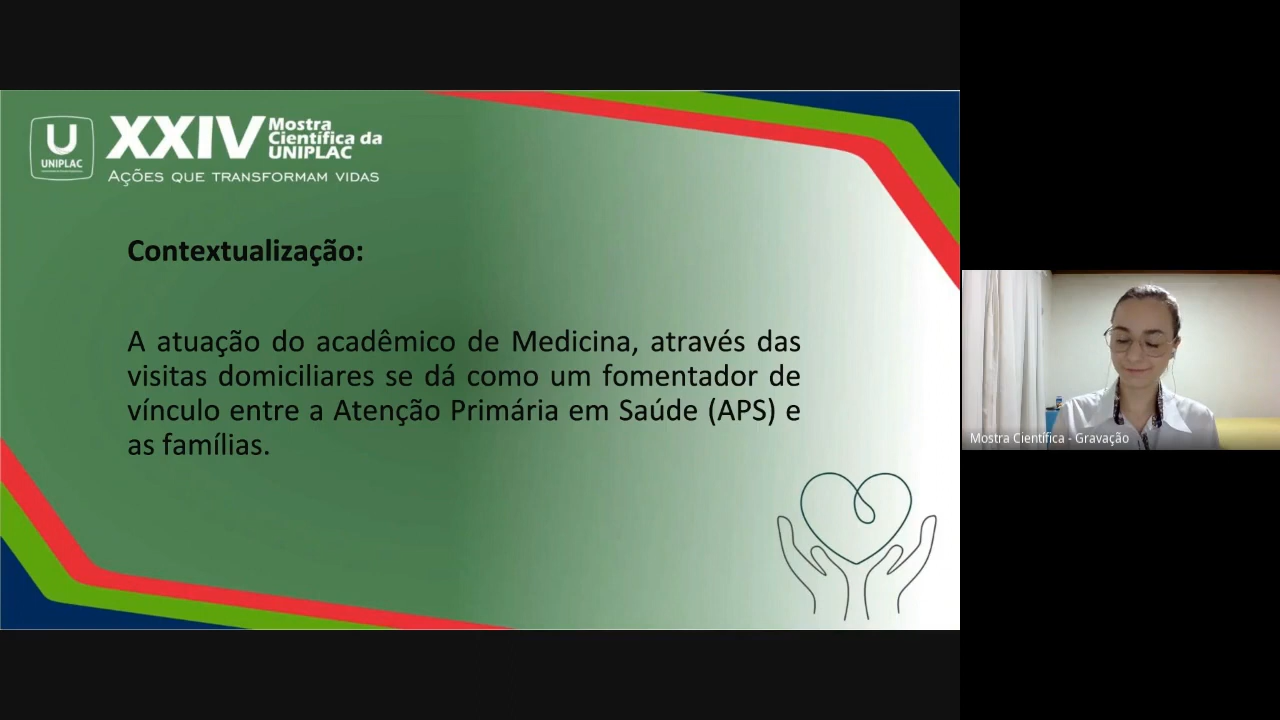 U
UNIPLAC
XXIV Mostra
Científica da
UNIPLAC
AÇÕES QUE TRANSFORMAM VIDAS
Contextualização:
A atuação do acadêmico de Medicina, através das
visitas domiciliares se dá como um fomentador de
vínculo entre a Atenção Primária em Saúde (APS) e
as famílias.
Mostra Científica - Gravação